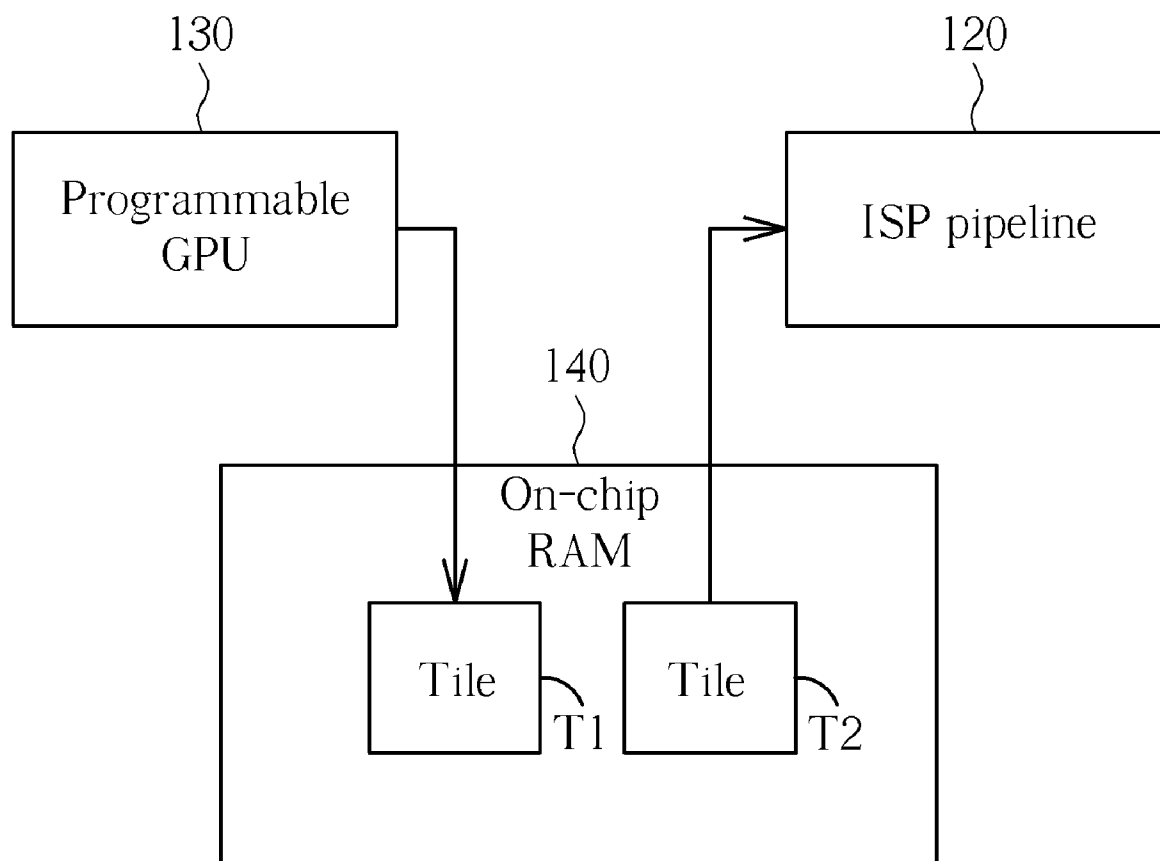 130
120
Programmable
GPU
ISP pipeline
140
On-chip
RAM
Tile
T1
Tile
T2